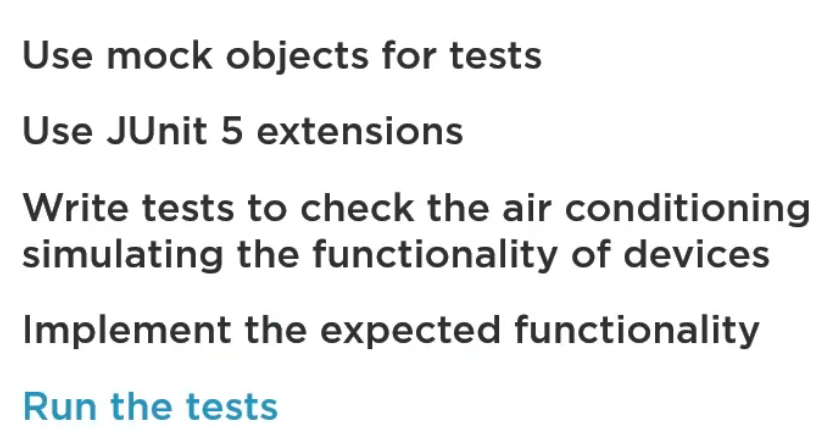 Use mock objects for tests
Use JUnit 5 extensions
Write tests to check the air conditioning
simulating the functionality of devices
Implement the expected functionality
Run the tests